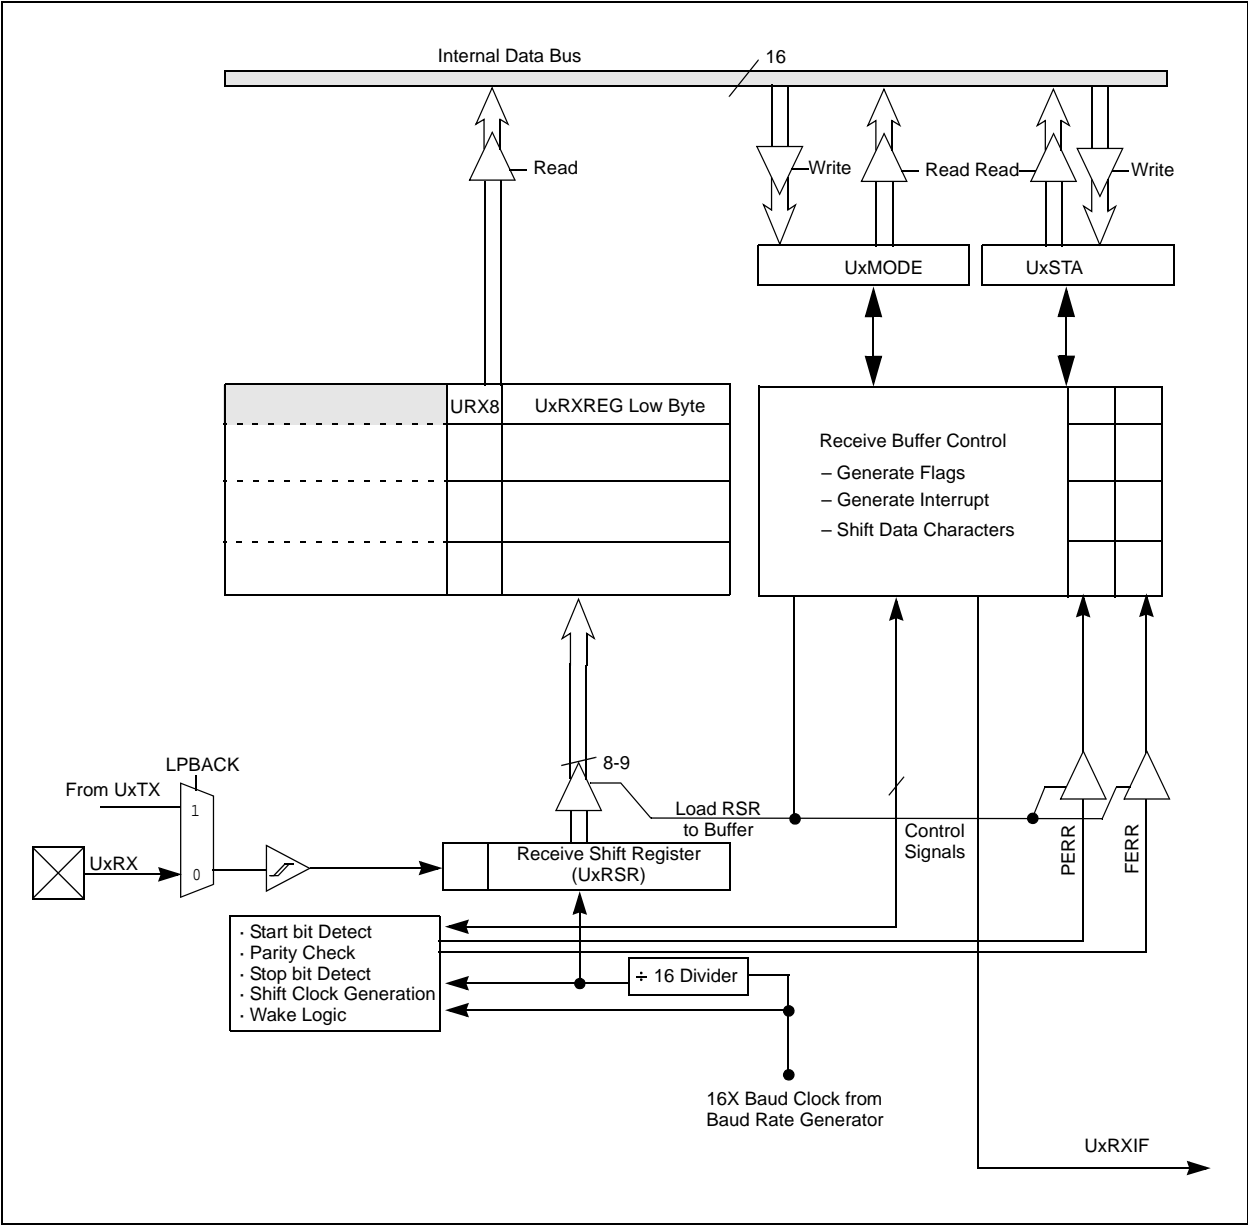 Internal Data Bus
16
Read
Write
Read Read
Write
UxMODE
UxSTA
URX8
UxRXREG Low Byte
Receive Buffer Control
– Generate Flags
– Generate Interrupt
– Shift Data Characters
8-9
LPBACK
From UxTX
1
Load RSR
to Buffer
Control
Signals
PERR
FERR
UxRX
0
Receive Shift Register
(UxRSR)
· Start bit Detect
· Parity Check
· Stop bit Detect
· Shift Clock Generation
· Wake Logic
÷ 16 Divider
16X Baud Clock from
Baud Rate Generator
UxRXIF